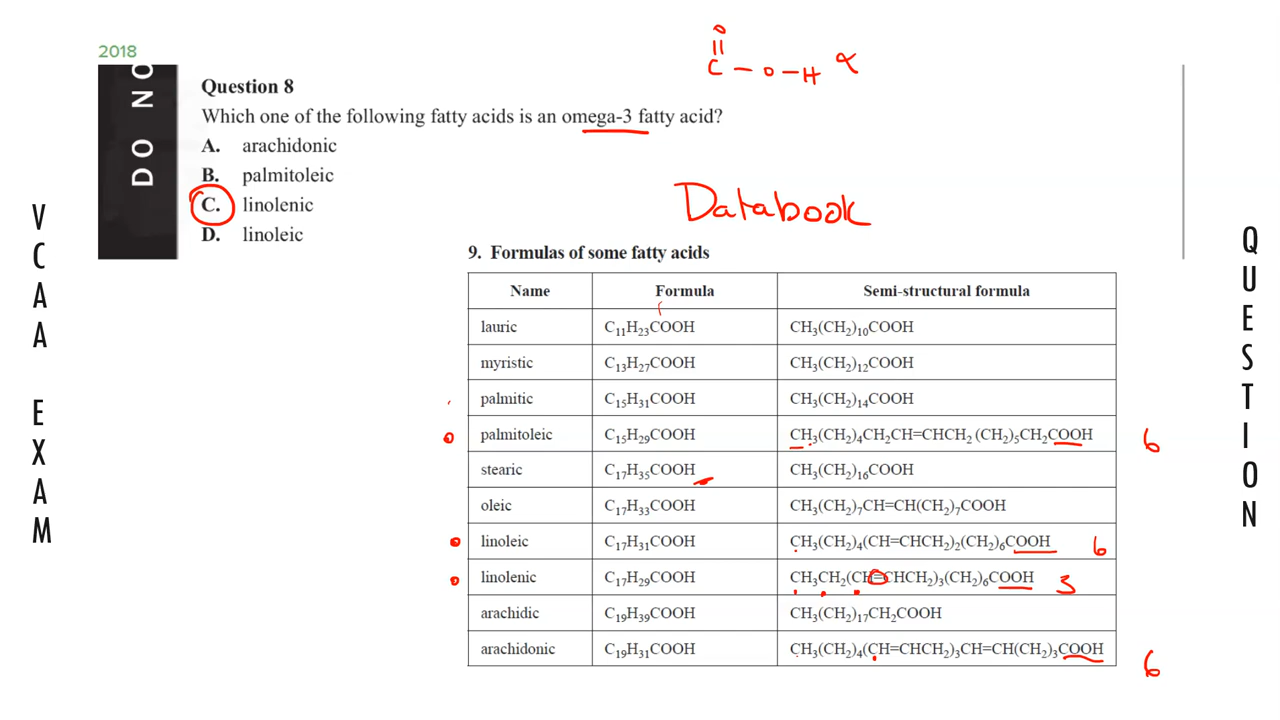 2018
DO NO
Question 8
Which one of the following fatty acids is an omega-3 fatty acid?
A. arachidonic
B. palmitoleic
C. linolenic
D. linoleic
O
||
C – O – H α
Databook
VCAA EXAM
QUESTION
9. Formulas of some fatty acids
Name Formula Semi-structural formula
lauric C₁₁H₂₃COOH CH₃(CH₂)₁₀COOH
myristic C₁₃H₂₇COOH CH₃(CH₂)₁₂COOH
palmitic C₁₅H₃₁COOH CH₃(CH₂)₁₄COOH
palmitoleic C₁₅H₂₉COOH CH₃(CH₂)₄CH₂CH=CHCH₂ (CH₂)₅CH₂COOH 6
stearic C₁₇H₃₅COOH CH₃(CH₂)₁₆COOH
oleic C₁₇H₃₃COOH CH₃(CH₂)₇CH=CH(CH₂)₇COOH
linoleic C₁₇H₃₁COOH CH₃(CH₂)₄(CH=CHCH₂)₂(CH₂)₆COOH 6
linolenic C₁₇H₂₉COOH CH₃CH₂(CH=CHCH₂)₃(CH₂)₆COOH 3
arachidic C₁₉H₃₉COOH CH₃(CH₂)₁₇CH₂COOH
arachidonic C₁₉H₃₁COOH CH₃(CH₂)₄(CH=CHCH₂)₃CH=CH(CH₂)₃COOH 6